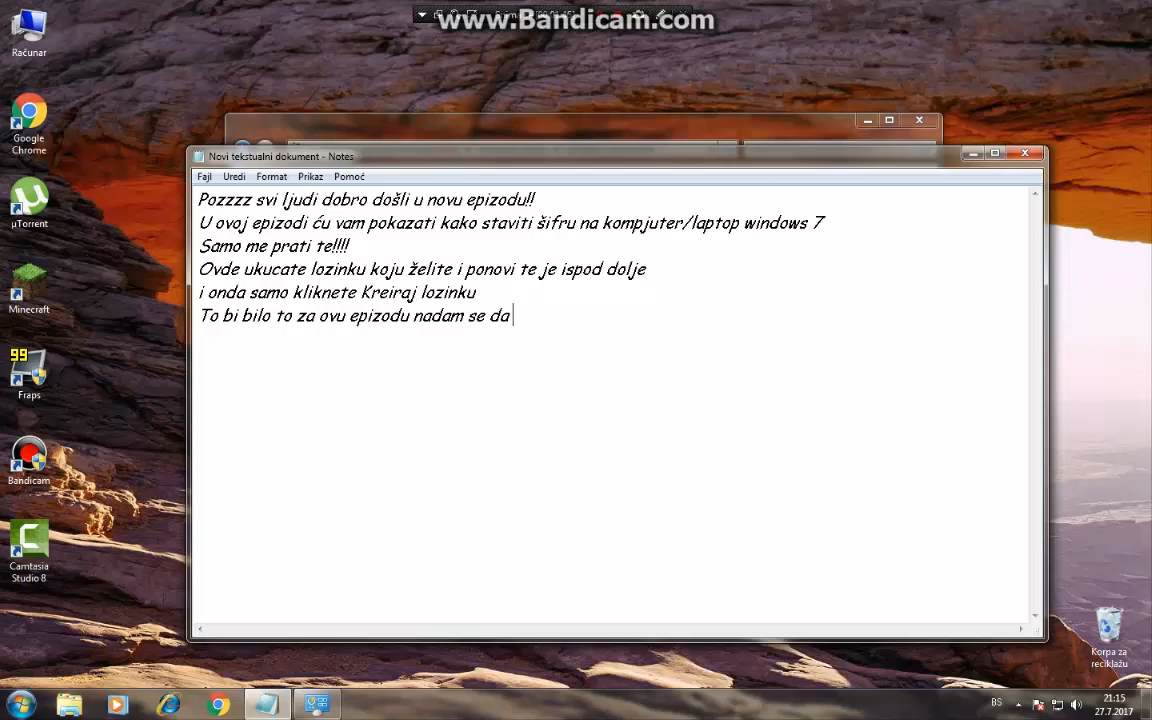 www.Bandicam.com
Računar
Google
Chrome
µTorrent
Minecraft
99
Fraps
Bandicam
Camtasia
Studio 8
Novi tekstualni dokument - Notes
Fajl Uredi Format Prikaz Pomoć
Pozzzz svi ljudi dobro došli u novu epizodu!!
U ovoj epizodi ću vam pokazati kako staviti šifru na kompjuter/laptop windows 7
Samo me prati te!!!!
Ovde ukucate lozinku koju želite i ponovi te je ispod dolje
i onda samo kliknete Kreiraj lozinku
To bi bilo to za ovu epizodu nadam se da
Korpa za
reciklažu
BS
21:15
27.7.2017